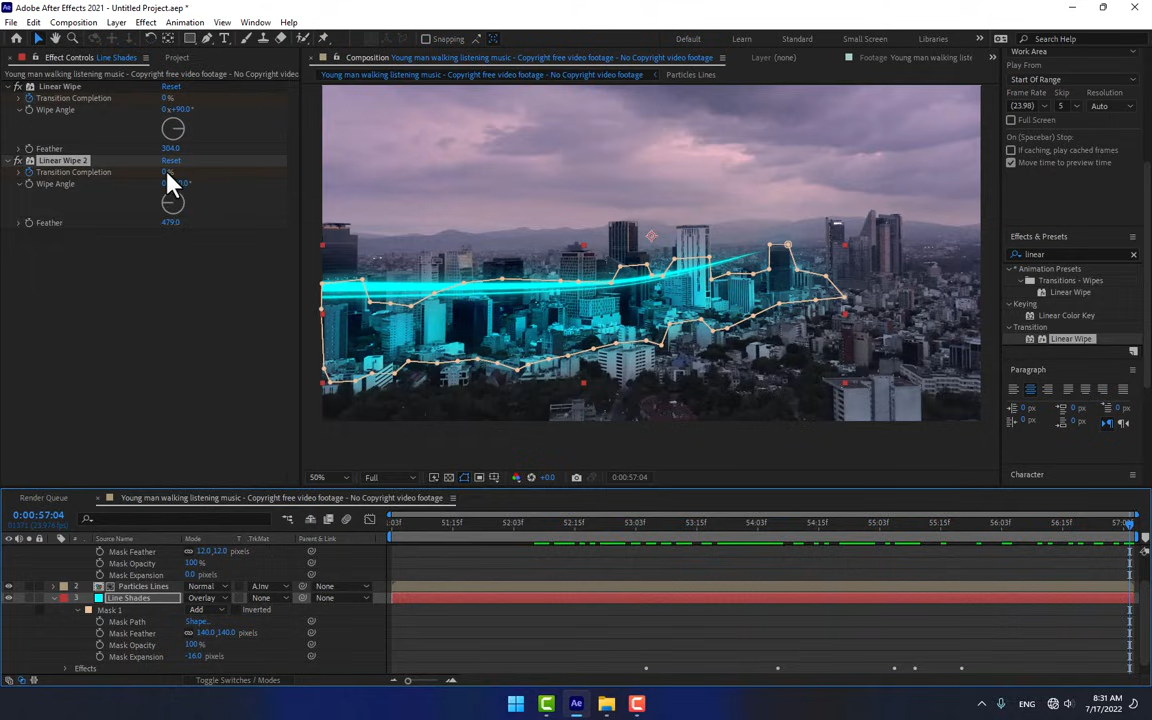 Adobe After Effects 2021 - Untitled Project.aep *
File Edit Composition Layer Effect Animation View Window Help
Snapping
Default Learn Standard Small Screen Libraries Search Help
Effect Controls Line Shades Project
Young man walking listening music - Copyright free video footage - No Copyright video
Composition Young man walking listening music - Copyright free video footage - No Copyright video footage
Layer (none)
Footage Young man walking liste
Young man walking listening music - Copyright free video footage - No Copyright video footage Particles Lines
Linear Wipe Reset
Transition Completion 0 %
Wipe Angle 0 x+90.0°
Feather 304.0
Linear Wipe 2 Reset
Transition Completion 0
Wipe Angle
Feather 479.0
Work Area
Play From
Start Of Range
Frame Rate Skip Resolution
(23.98) 5 Auto
Full Screen
On (Spacebar) Stop:
If caching, play cached frames
Move time to preview time
Effects & Presets
linear
* Animation Presets
Transitions - Wipes
Linear Wipe
Keying
Linear Color Key
Transition
Linear Wipe
Paragraph
0 px 0 px 0 px
0 px 0 px
Character
50% Full +0.0 0:00:57:04
Render Queue Young man walking listening music - Copyright free video footage - No Copyright video footage
0:00:57:04
01371 (23.976 fps)
:03f 51:15f 52:03f 52:15f 53:03f 53:15f 54:03f 54:15f 55:03f 55:15f 56:03f 56:15f 57:0
# Source Name Mode T .TrkMat Parent & Link
Mask Feather 12.0,12.0 pixels
Mask Opacity 100 %
Mask Expansion 0.0 pixels
2 Particles Lines Normal A.Inv None
3 Line Shades Overlay None None
Mask 1 Add Inverted
Mask Path Shape...
Mask Feather 140.0,140.0 pixels
Mask Opacity 100 %
Mask Expansion -16.0 pixels
Effects
Toggle Switches / Modes
ENG 8:31 AM
7/17/2022